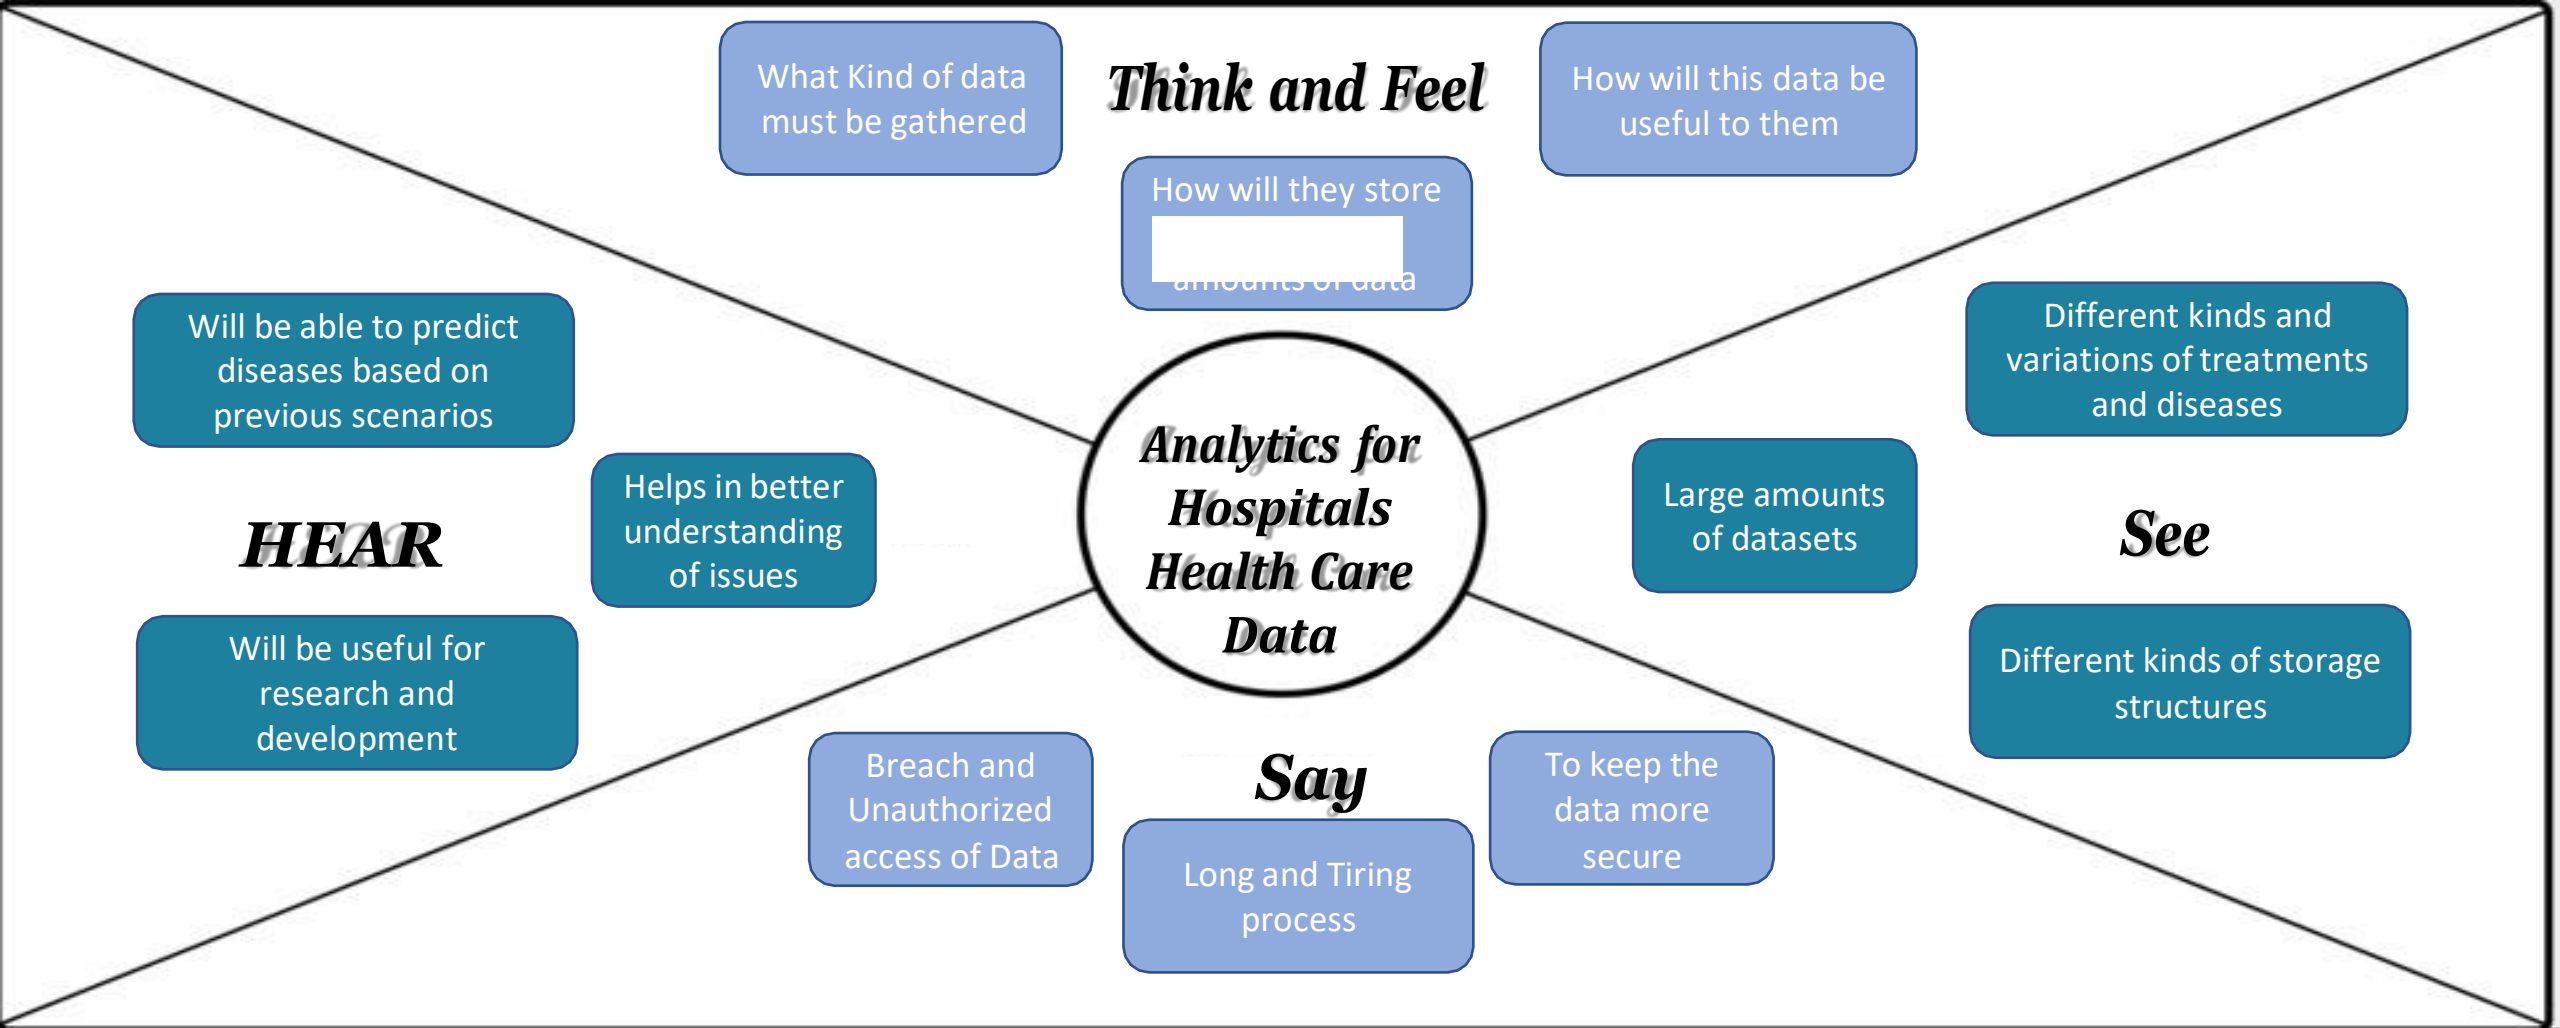 What Kind of data
must be gathered
Think and Feel
How will this data be
useful to them
How will they store
amounts of data
Will be able to predict
diseases based on
previous scenarios
HEAR
Helps in better
understanding
of issues
Will be useful for
research and
development
Analytics for
Hospitals
Health Care
Data
Different kinds and
variations of treatments
and diseases
Large amounts
of datasets
See
Different kinds of storage
structures
Say
Breach and
Unauthorized
access of Data
Long and Tiring
process
To keep the
data more
secure